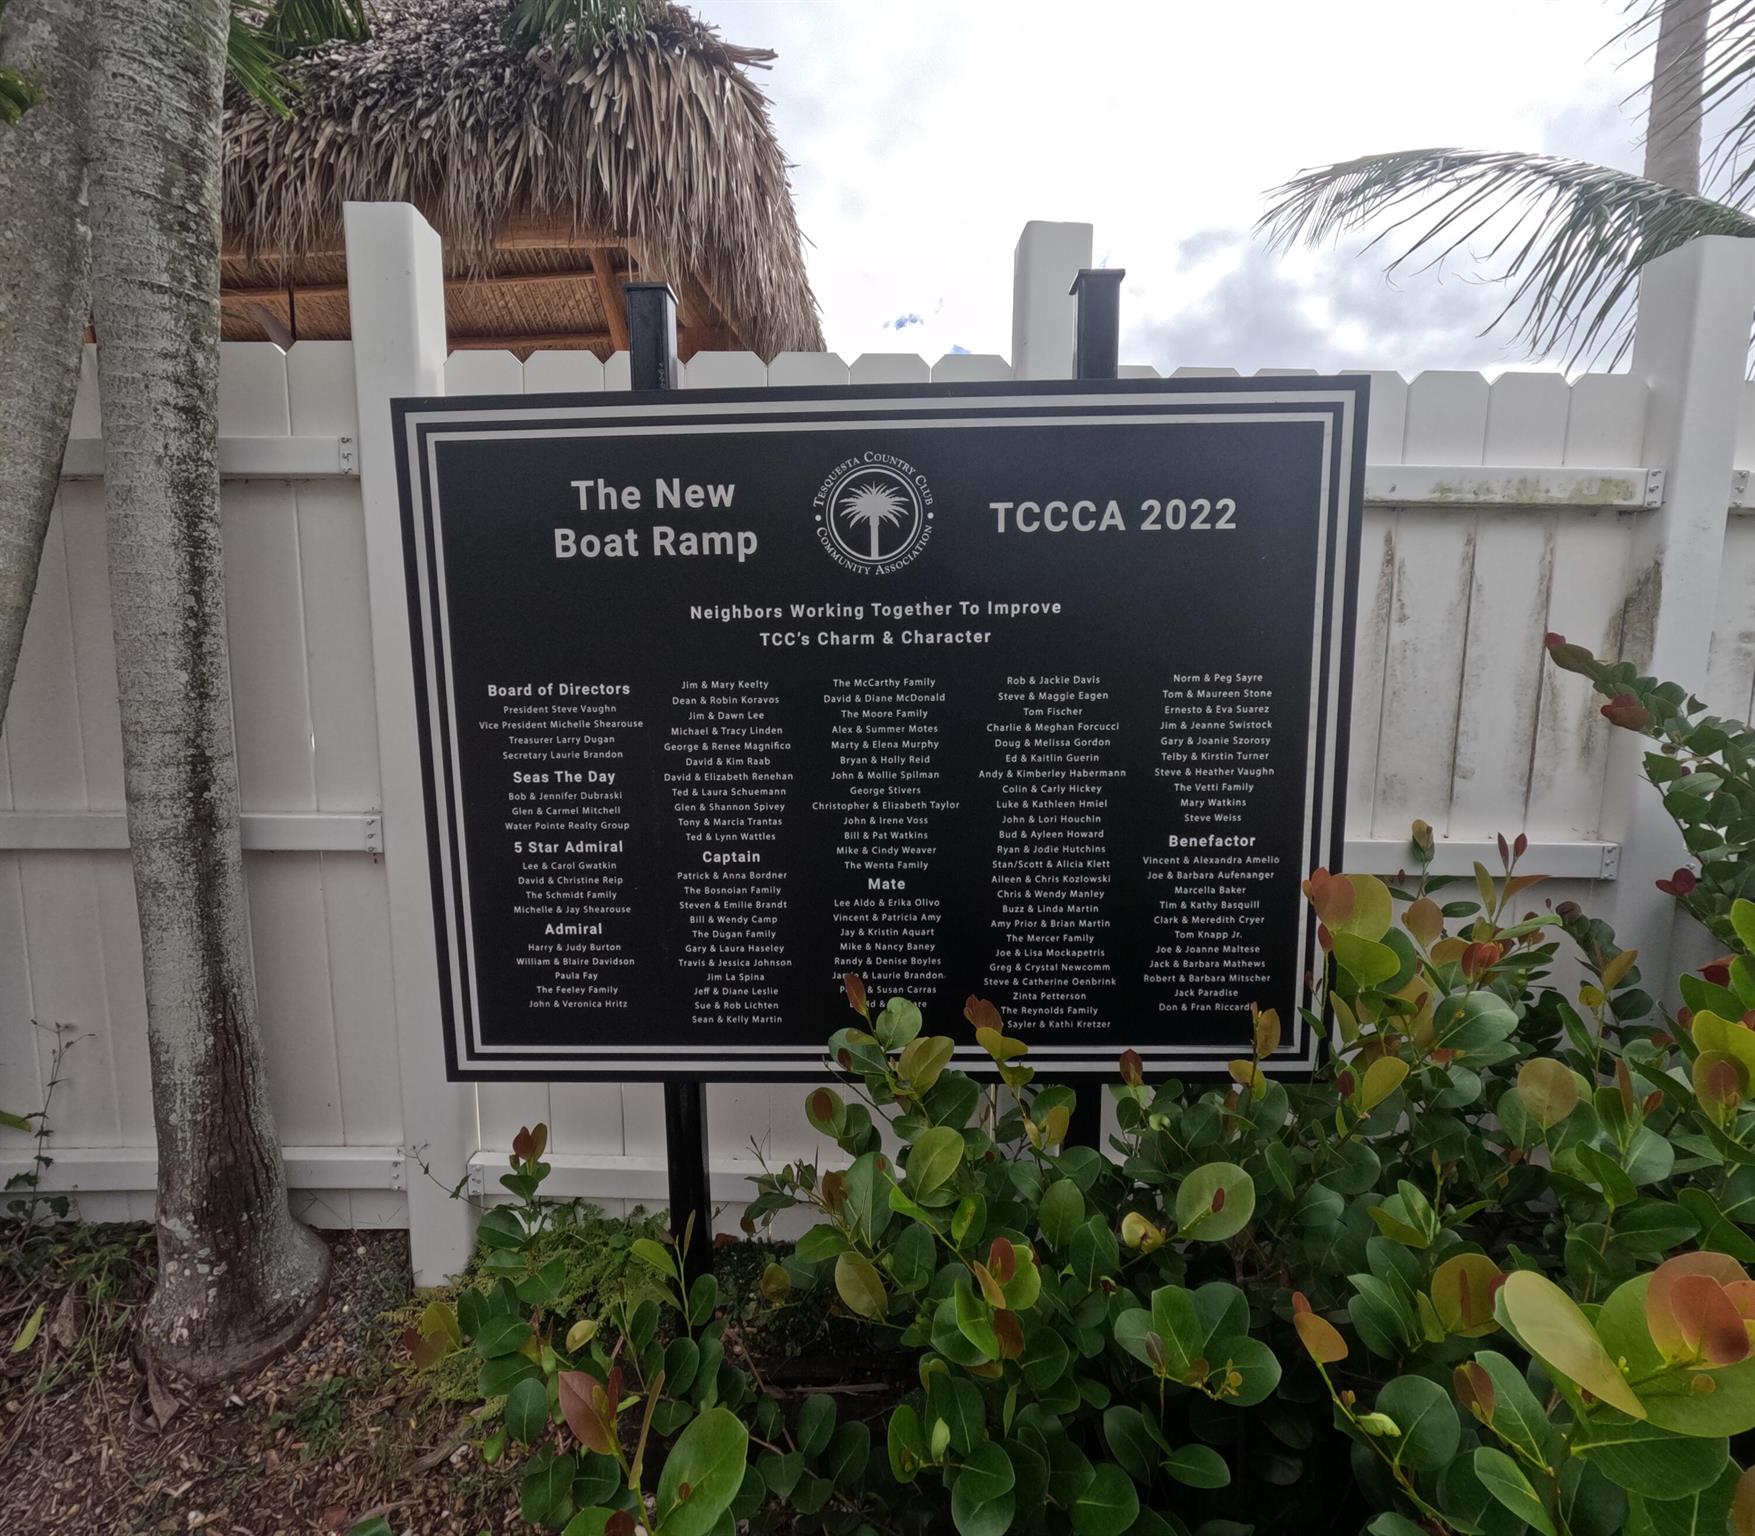 The New
Boat Ramp
TESQUESTA COUNTRY CLUB
COMMUNITY ASSOCIATION
TCCCA 2022
Neighbors Working Together To Improve
TCC's Charm & Character
Board of Directors
President Steve Vaughn
Vice President Michelle Shearouse
Treasurer Larry Dugan
Secretary Laurie Brandon
Seas The Day
Bob & Jennifer Dubraski
Glen & Carmel Mitchell
Water Pointe Realty Group
5 Star Admiral
Lee & Carol Gwatkin
David & Christine Reip
The Schmidt Family
Michelle & Jay Shearouse
Admiral
Harry & Judy Burton
William & Blaire Davidson
Paula Fay
The Feeley Family
John & Veronica Hritz
Jim & Mary Keelty
Dean & Robin Koravos
Jim & Dawn Lee
Michael & Tracy Linden
George & Renee Magnifico
David & Kim Raab
David & Elizabeth Renehan
Ted & Laura Schuemann
Glen & Shannon Spivey
Tony & Marcia Trantas
Ted & Lynn Wattles
Captain
Patrick & Anna Bordner
The Bosnoian Family
Steven & Emilie Brandt
Bill & Wendy Camp
The Dugan Family
Gary & Laura Haseley
Travis & Jessica Johnson
Jim La Spina
Jeff & Diane Leslie
Sue & Rob Lichten
Sean & Kelly Martin
The McCarthy Family
David & Diane McDonald
The Moore Family
Alex & Summer Motes
Marty & Elena Murphy
Bryan & Holly Reid
John & Mollie Spilman
George Stivers
Christopher & Elizabeth Taylor
John & Irene Voss
Bill & Pat Watkins
Mike & Cindy Weaver
The Wenta Family
Mate
Lee Aldo & Erika Olivo
Vincent & Patricia Amy
Jay & Kristin Aquart
Mike & Nancy Baney
Randy & Denise Boyles
& Laurie Brandon
& Susan Carras
&
Rob & Jackie Davis
Steve & Maggie Eagen
Tom Fischer
Charlie & Meghan Forcucci
Doug & Melissa Gordon
Ed & Kaitlin Guerin
Andy & Kimberley Habermann
Colin & Carly Hickey
Luke & Kathleen Hmiel
John & Lori Houchin
Bud & Ayleen Howard
Ryan & Jodie Hutchins
Stan/Scott & Alicia Klett
Aileen & Chris Kozlowski
Chris & Wendy Manley
Buzz & Linda Martin
Amy Prior & Brian Martin
The Mercer Family
Joe & Lisa Mockapetris
Greg & Crystal Newcomm
Steve & Catherine Oenbrink
Zinta Petterson
The Reynolds Family
Sayler & Kathi Kretzer
Norm & Peg Sayre
Tom & Maureen Stone
Ernesto & Eva Suarez
Jim & Jeanne Swistock
Gary & Joanie Szorosy
Telby & Kirstin Turner
Steve & Heather Vaughn
The Vetti Family
Mary Watkins
Steve Weiss
Benefactor
Vincent & Alexandra Amelio
Joe & Barbara Aufenanger
Marcella Baker
Tim & Kathy Basquill
Clark & Meredith Cryer
Tom Knapp Jr.
Joe & Joanne Maltese
Jack & Barbara Mathews
Robert & Barbara Mitscher
Jack Paradise
Don & Fran